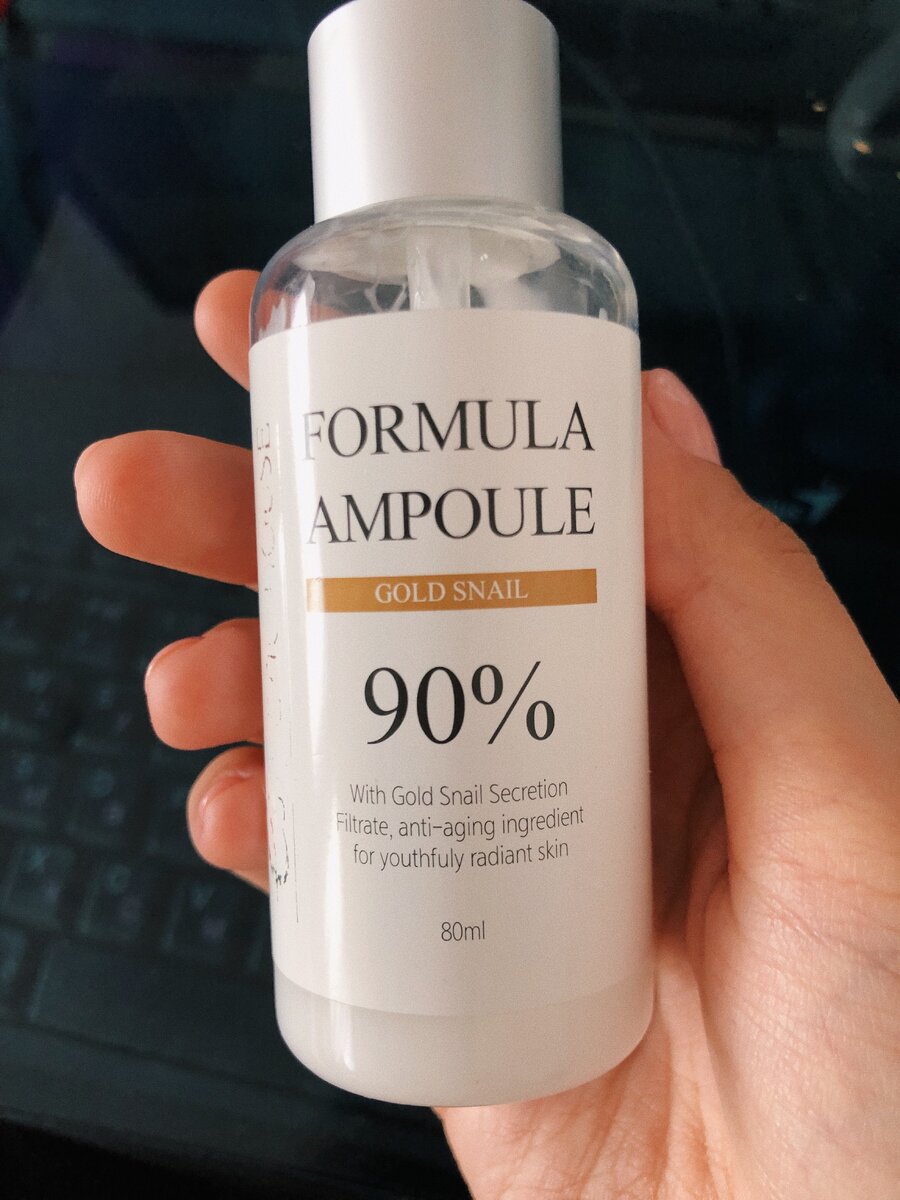 FORMULA
AMPOULE
GOLD SNAIL
90%
With Gold Snail Secretion
Filtrate, anti-aging ingredient
for youthfuly radiant skin
80ml